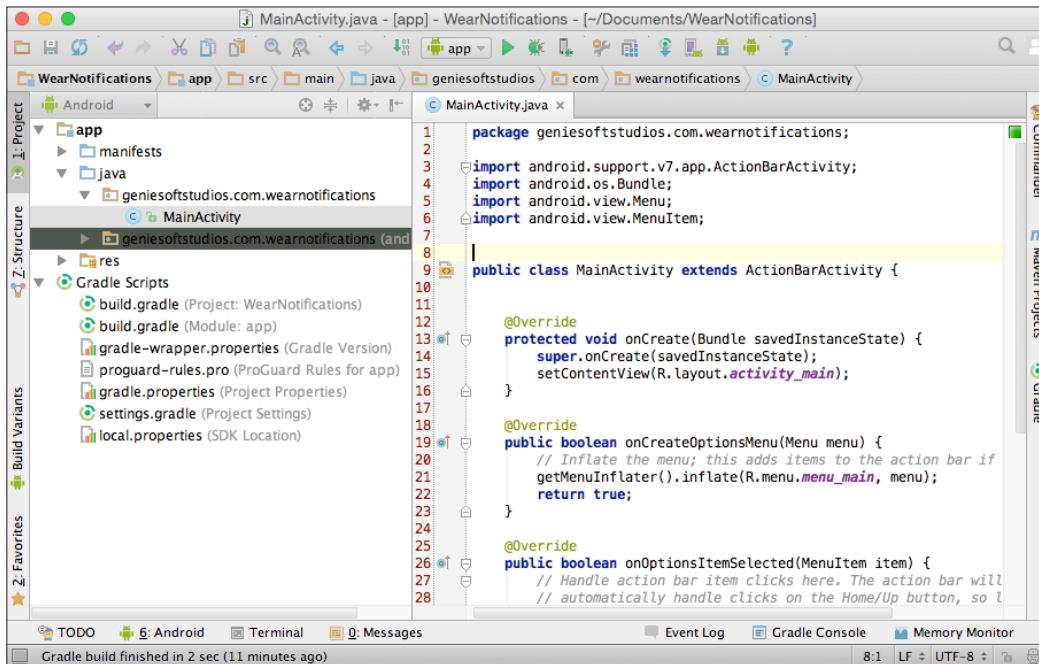 MainActivity.java - [app] - WearNotifications - [~/Documents/WearNotifications]
app
WearNotifications app src main java geniesoftstudios com wearnotifications MainActivity
1: Project
Z: Structure
Build Variants
2: Favorites
Android
app
manifests
java
geniesoftstudios.com.wearnotifications
MainActivity
geniesoftstudios.com.wearnotifications (and
res
Gradle Scripts
build.gradle (Project: WearNotifications)
build.gradle (Module: app)
gradle-wrapper.properties (Gradle Version)
proguard-rules.pro (ProGuard Rules for app)
gradle.properties (Project Properties)
settings.gradle (Project Settings)
local.properties (SDK Location)
MainActivity.java
1 package geniesoftstudios.com.wearnotifications;
2
3 import android.support.v7.app.ActionBarActivity;
4 import android.os.Bundle;
5 import android.view.Menu;
6 import android.view.MenuItem;
7
8
9 public class MainActivity extends ActionBarActivity {
10
11
12 @Override
13 protected void onCreate(Bundle savedInstanceState) {
14 super.onCreate(savedInstanceState);
15 setContentView(R.layout.activity_main);
16 }
17
18 @Override
19 public boolean onCreateOptionsMenu(Menu menu) {
20 // Inflate the menu; this adds items to the action bar if
21 getMenuInflater().inflate(R.menu.menu_main, menu);
22 return true;
23 }
24
25 @Override
26 public boolean onOptionsItemSelected(MenuItem item) {
27 // Handle action bar item clicks here. The action bar will
28 // automatically handle clicks on the Home/Up button, so l
Commander
Maven Projects
Gradle
TODO 6: Android Terminal 0: Messages Event Log Gradle Console Memory Monitor
Gradle build finished in 2 sec (11 minutes ago) 8:1 LF UTF-8